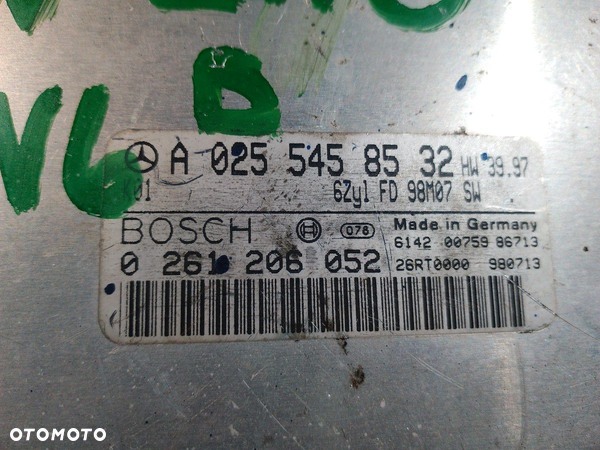 V6 B
A 025 545 85 32 HW 39.97
K01 6Zyl FD 98M07 SW
BOSCH 076 Made in Germany
6142 00759 86713
0 261 206 052 26RT0000 980713
OTOMOTO